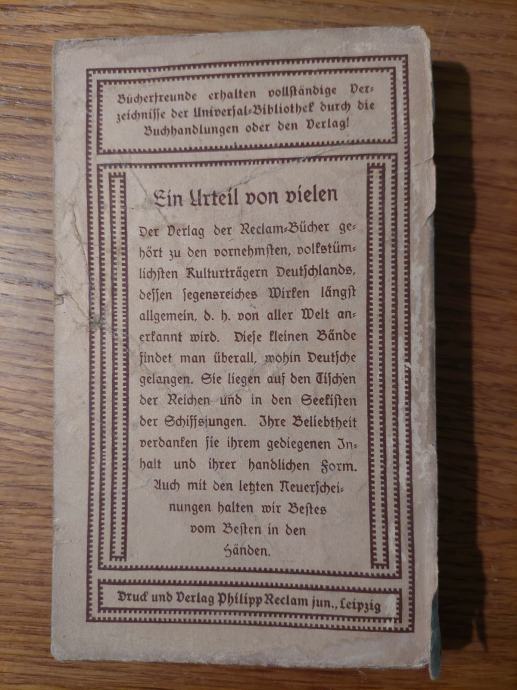 Bücherfreunde erhalten vollständige Ver-
zeichnisse der Universal-Bibliothek durch die
Buchhandlungen oder den Verlag!
Ein Urteil von vielen
Der Verlag der Reclam-Bücher ge-
hört zu den vornehmsten, volkstüm-
lichsten Kulturträgern Deutschlands,
dessen segensreiches Wirken längst
allgemein, d. h. von aller Welt an-
erkannt wird. Diese kleinen Bände
findet man überall, wohin Deutsche
gelangen. Sie liegen auf den Tischen
der Reichen und in den Seekisten
der Schiffsjungen. Ihre Beliebtheit
verdanken sie ihrem gediegenen In-
halt und ihrer handlichen Form.
Auch mit den letzten Neuerschei-
nungen halten wir Bestes
vom Besten in den
Händen.
Druck und Verlag Philipp Reclam jun., Leipzig